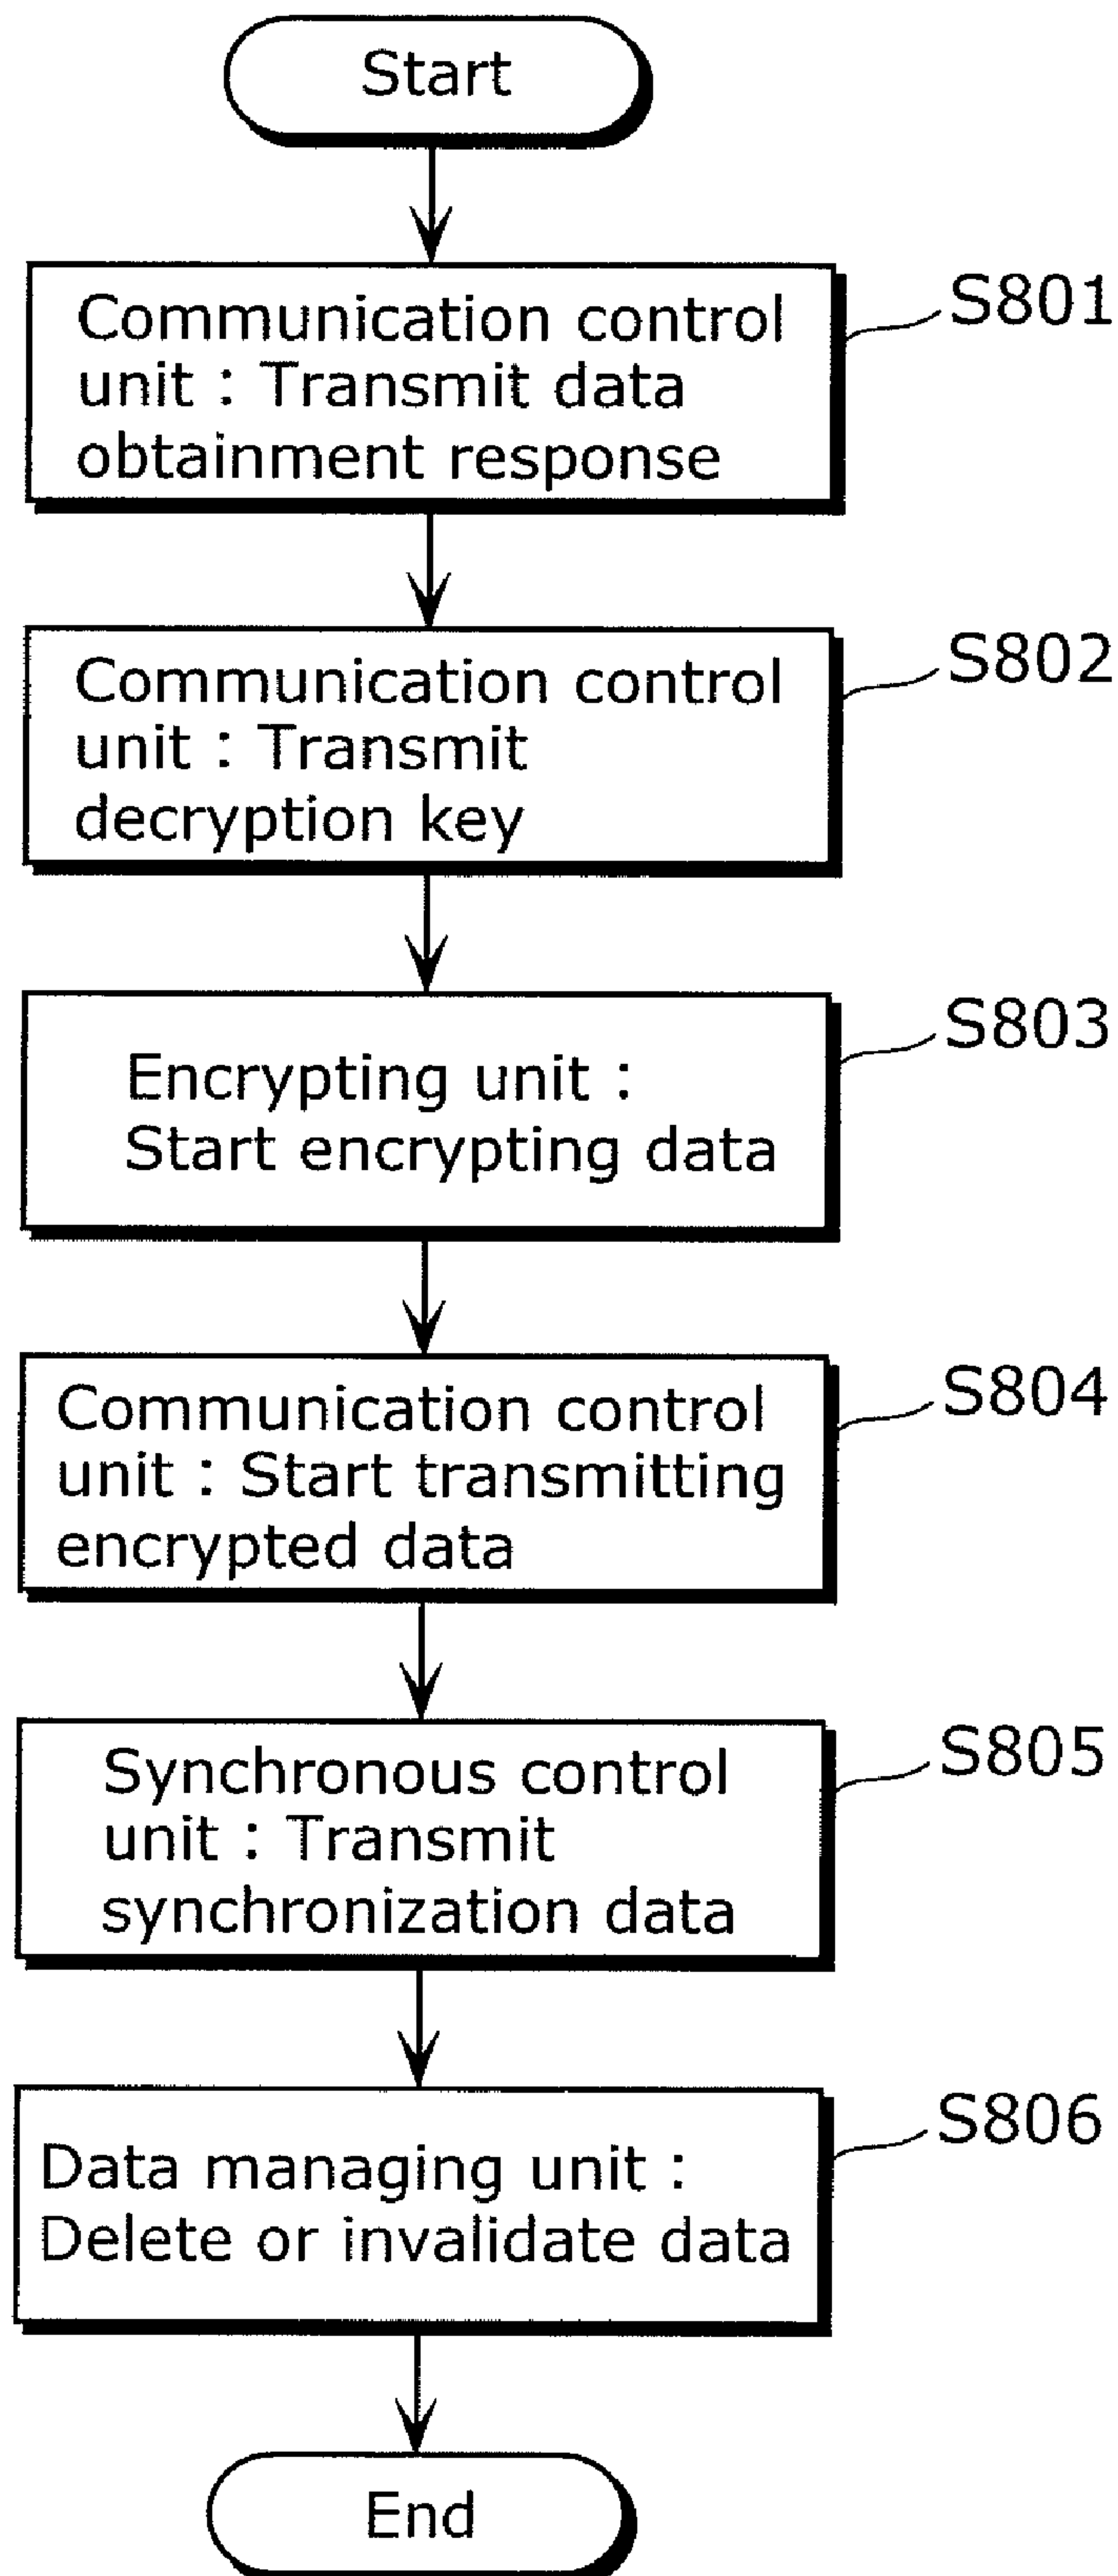 Start
Communication control
unit : Transmit data
obtainment response
S801
Communication control
unit : Transmit
decryption key
S802
Encrypting unit :
Start encrypting data
S803
Communication control
unit : Start transmitting
encrypted data
S804
Synchronous control
unit : Transmit
synchronization data
S805
Data managing unit :
Delete or invalidate data
S806
End